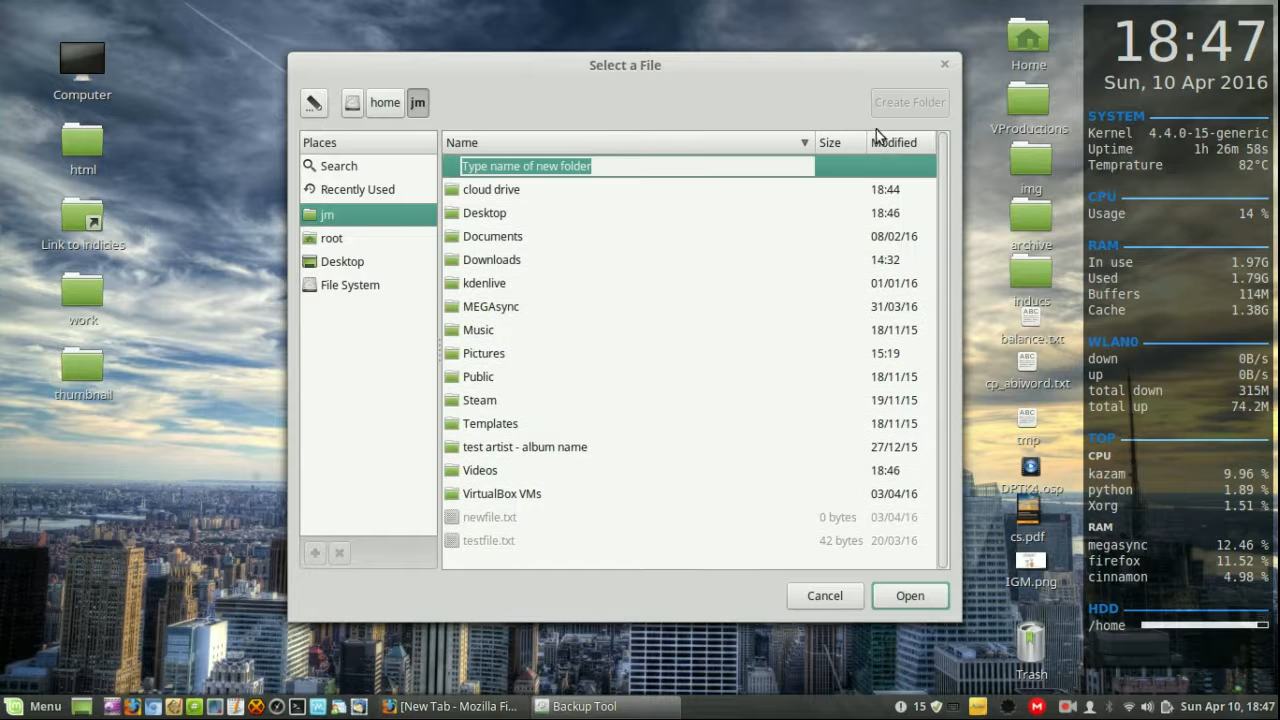 Computer
html
Link to indicies
work
thumbnail
Select a File
home
jm
Create Folder
Places
Name
Size
Modified
Search
Type name of new folder
Recently Used
cloud drive 18:44
jm
Desktop 18:46
root
Documents 08/02/16
Desktop
Downloads 14:32
File System
kdenlive 01/01/16
MEGAsync 31/03/16
Music 18/11/15
Pictures 15:19
Public 18/11/15
Steam 19/11/15
Templates 18/11/15
test artist - album name 27/12/15
Videos 18:46
VirtualBox VMs 03/04/16
newfile.txt 0 bytes 03/04/16
testfile.txt 42 bytes 20/03/16
Cancel
Open
Home
VProductions
img
archive
inducs
ABC
balance.txt
cp_abiword.txt
ABC
tmp
DPTK4.osp
cs.pdf
IGM.png
Trash
18:47
Sun, 10 Apr 2016
SYSTEM
Kernel 4.4.0-15-generic
Uptime 1h 26m 58s
Temprature 82°C
CPU
Usage 14 %
RAM
In use 1.97G
Used 1.79G
Buffers 114M
Cache 1.38G
WLAN0
down 0B/s
up 0B/s
total down 315M
total up 74.2M
TOP
CPU
kazam 9.96 %
python 1.89 %
Xorg 1.51 %
RAM
megasync 12.46 %
firefox 11.52 %
cinnamon 4.98 %
HDD
/home
Menu
[New Tab - Mozilla Fi...
Backup Tool
15
Sun Apr 10, 18:47